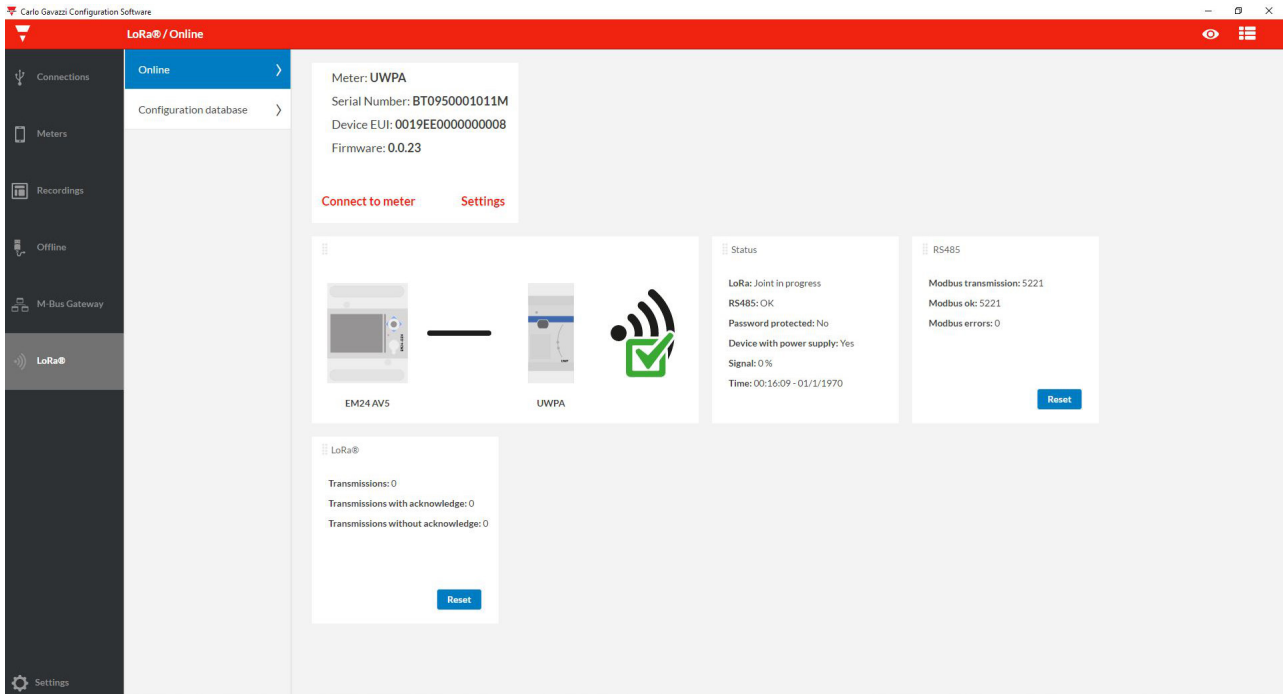 Carlo Gavazzi Configuration Software
LoRa® / Online
Connections
Meters
Recordings
Offline
M-Bus Gateway
LoRa®
Settings
Online
Configuration database
Meter: UWPA
Serial Number: BT0950001011M
Device EUI: 0019EE0000000008
Firmware: 0.0.23
Connect to meter Settings
EM24 AV5
UWPA
Status
LoRa: Joint in progress
RS485: OK
Password protected: No
Device with power supply: Yes
Signal: 0 %
Time: 00:16:09 - 01/1/1970
RS485
Modbus transmission: 5221
Modbus ok: 5221
Modbus errors: 0
Reset
LoRa®
Transmissions: 0
Transmissions with acknowledge: 0
Transmissions without acknowledge: 0
Reset